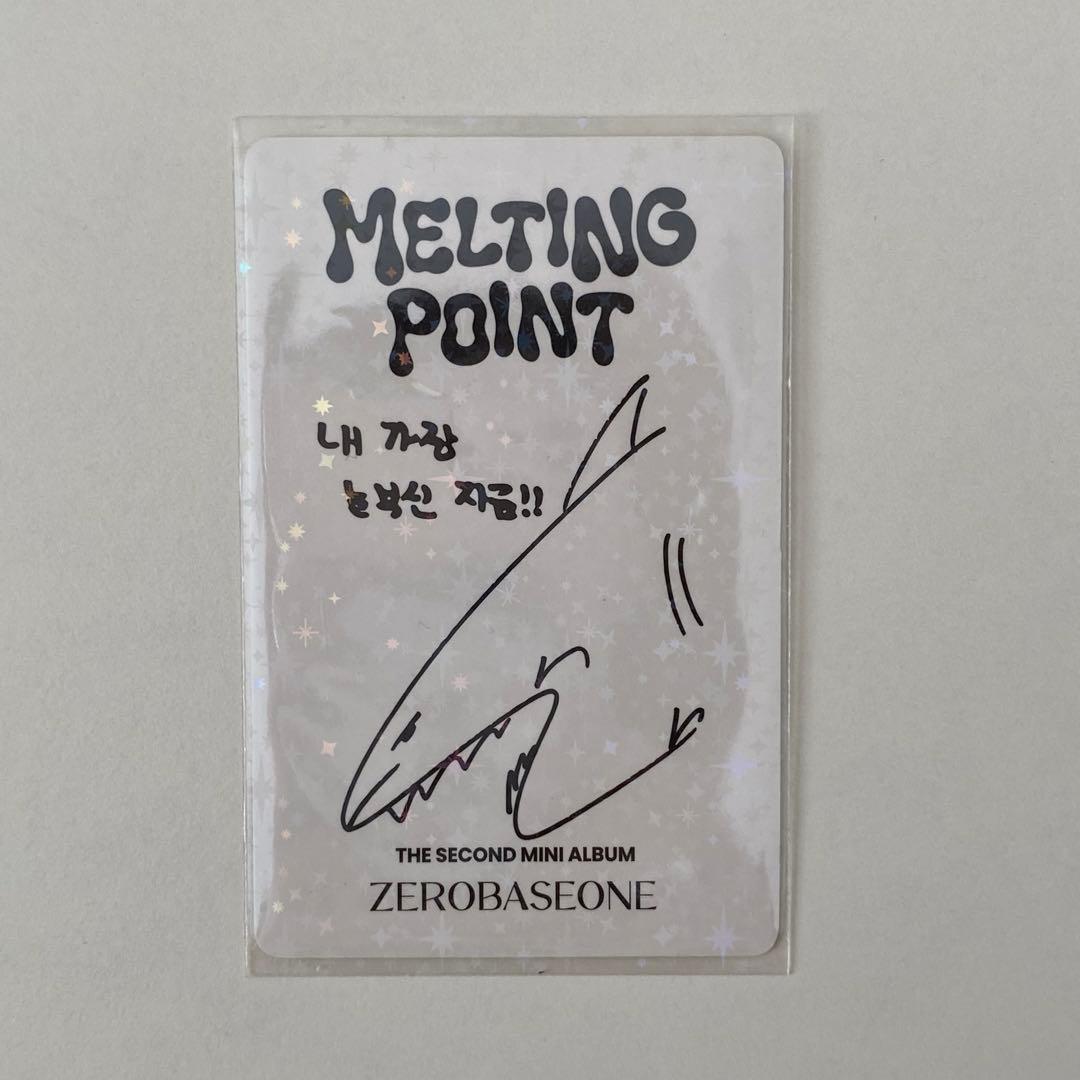 MELTING
POINT
내 가장
눈부신 지금!!
THE SECOND MINI ALBUM
ZEROBASEONE